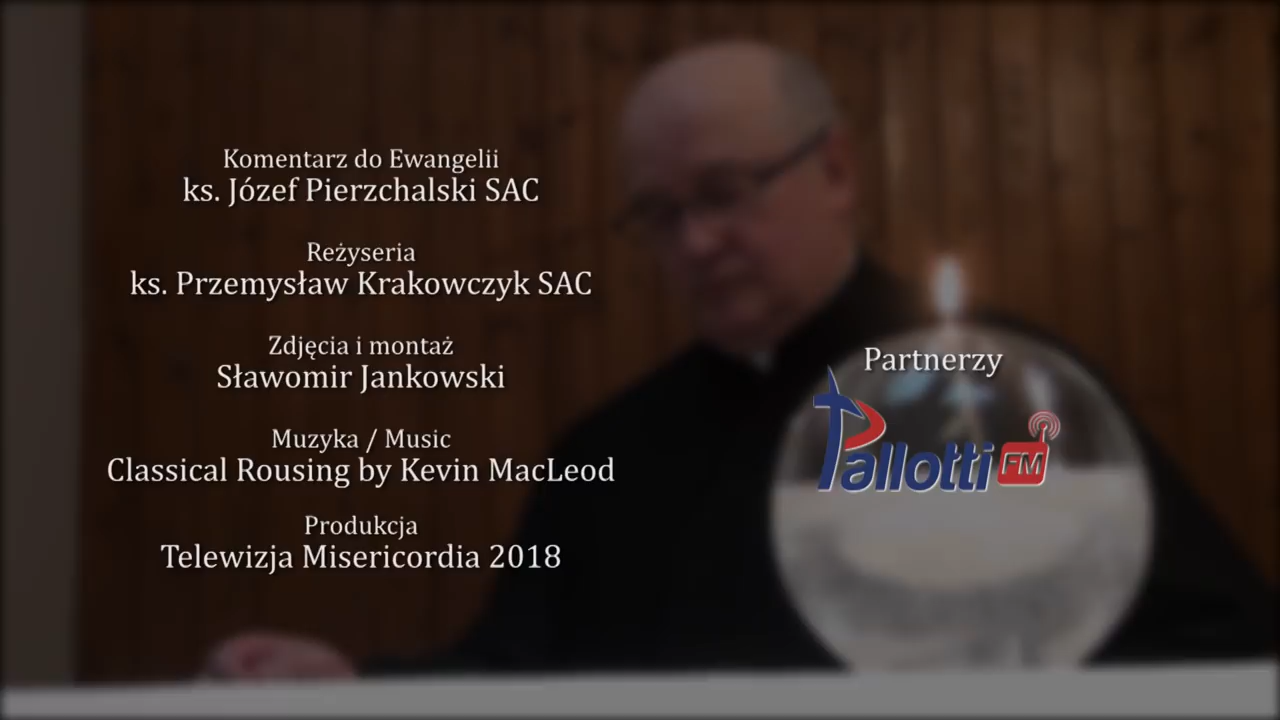 Komentarz do Ewangelii
ks. Józef Pierzchalski SAC
Reżyseria
ks. Przemysław Krakowczyk SAC
Zdjęcia i montaż
Sławomir Jankowski
Muzyka / Music
Classical Rousing by Kevin MacLeod
Produkcja
Telewizja Misericordia 2018
Partnerzy
Pallotti FM